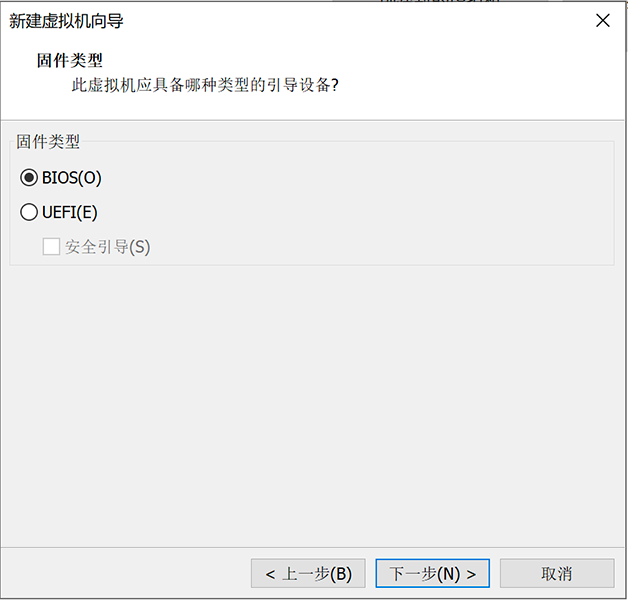 新建虚拟机向导
固件类型
此虚拟机应具备哪种类型的引导设备?
固件类型
BIOS(O)
UEFI(E)
安全引导(S)
< 上一步(B)
下一步(N) >
取消